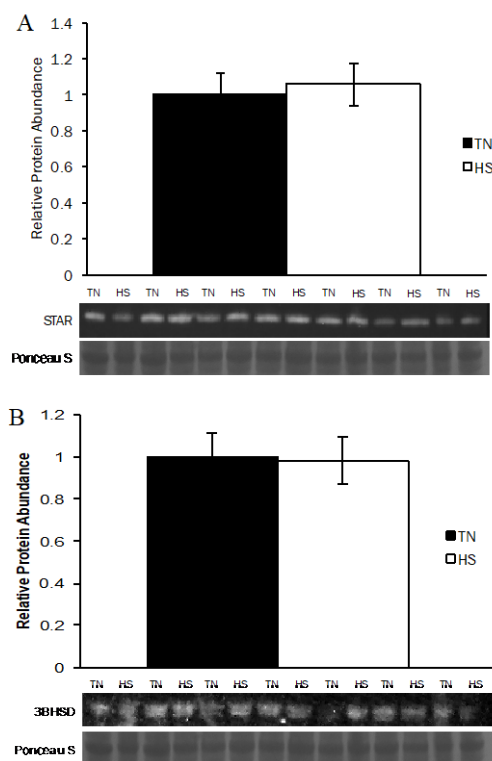 A
1.4
1.2
1
0.8
0.6
0.4
0.2
0
Relative Protein Abundance
TN
HS
TN HS TN HS TN HS TN HS TN HS TN HS TN HS
STAR
Ponceau S
B
1.2
1
0.8
0.6
0.4
0.2
0
Relative Protein Abundance
TN
HS
TN HS TN HS TN HS TN HS TN HS TN HS TN HS
3BHSD
Ponceau S